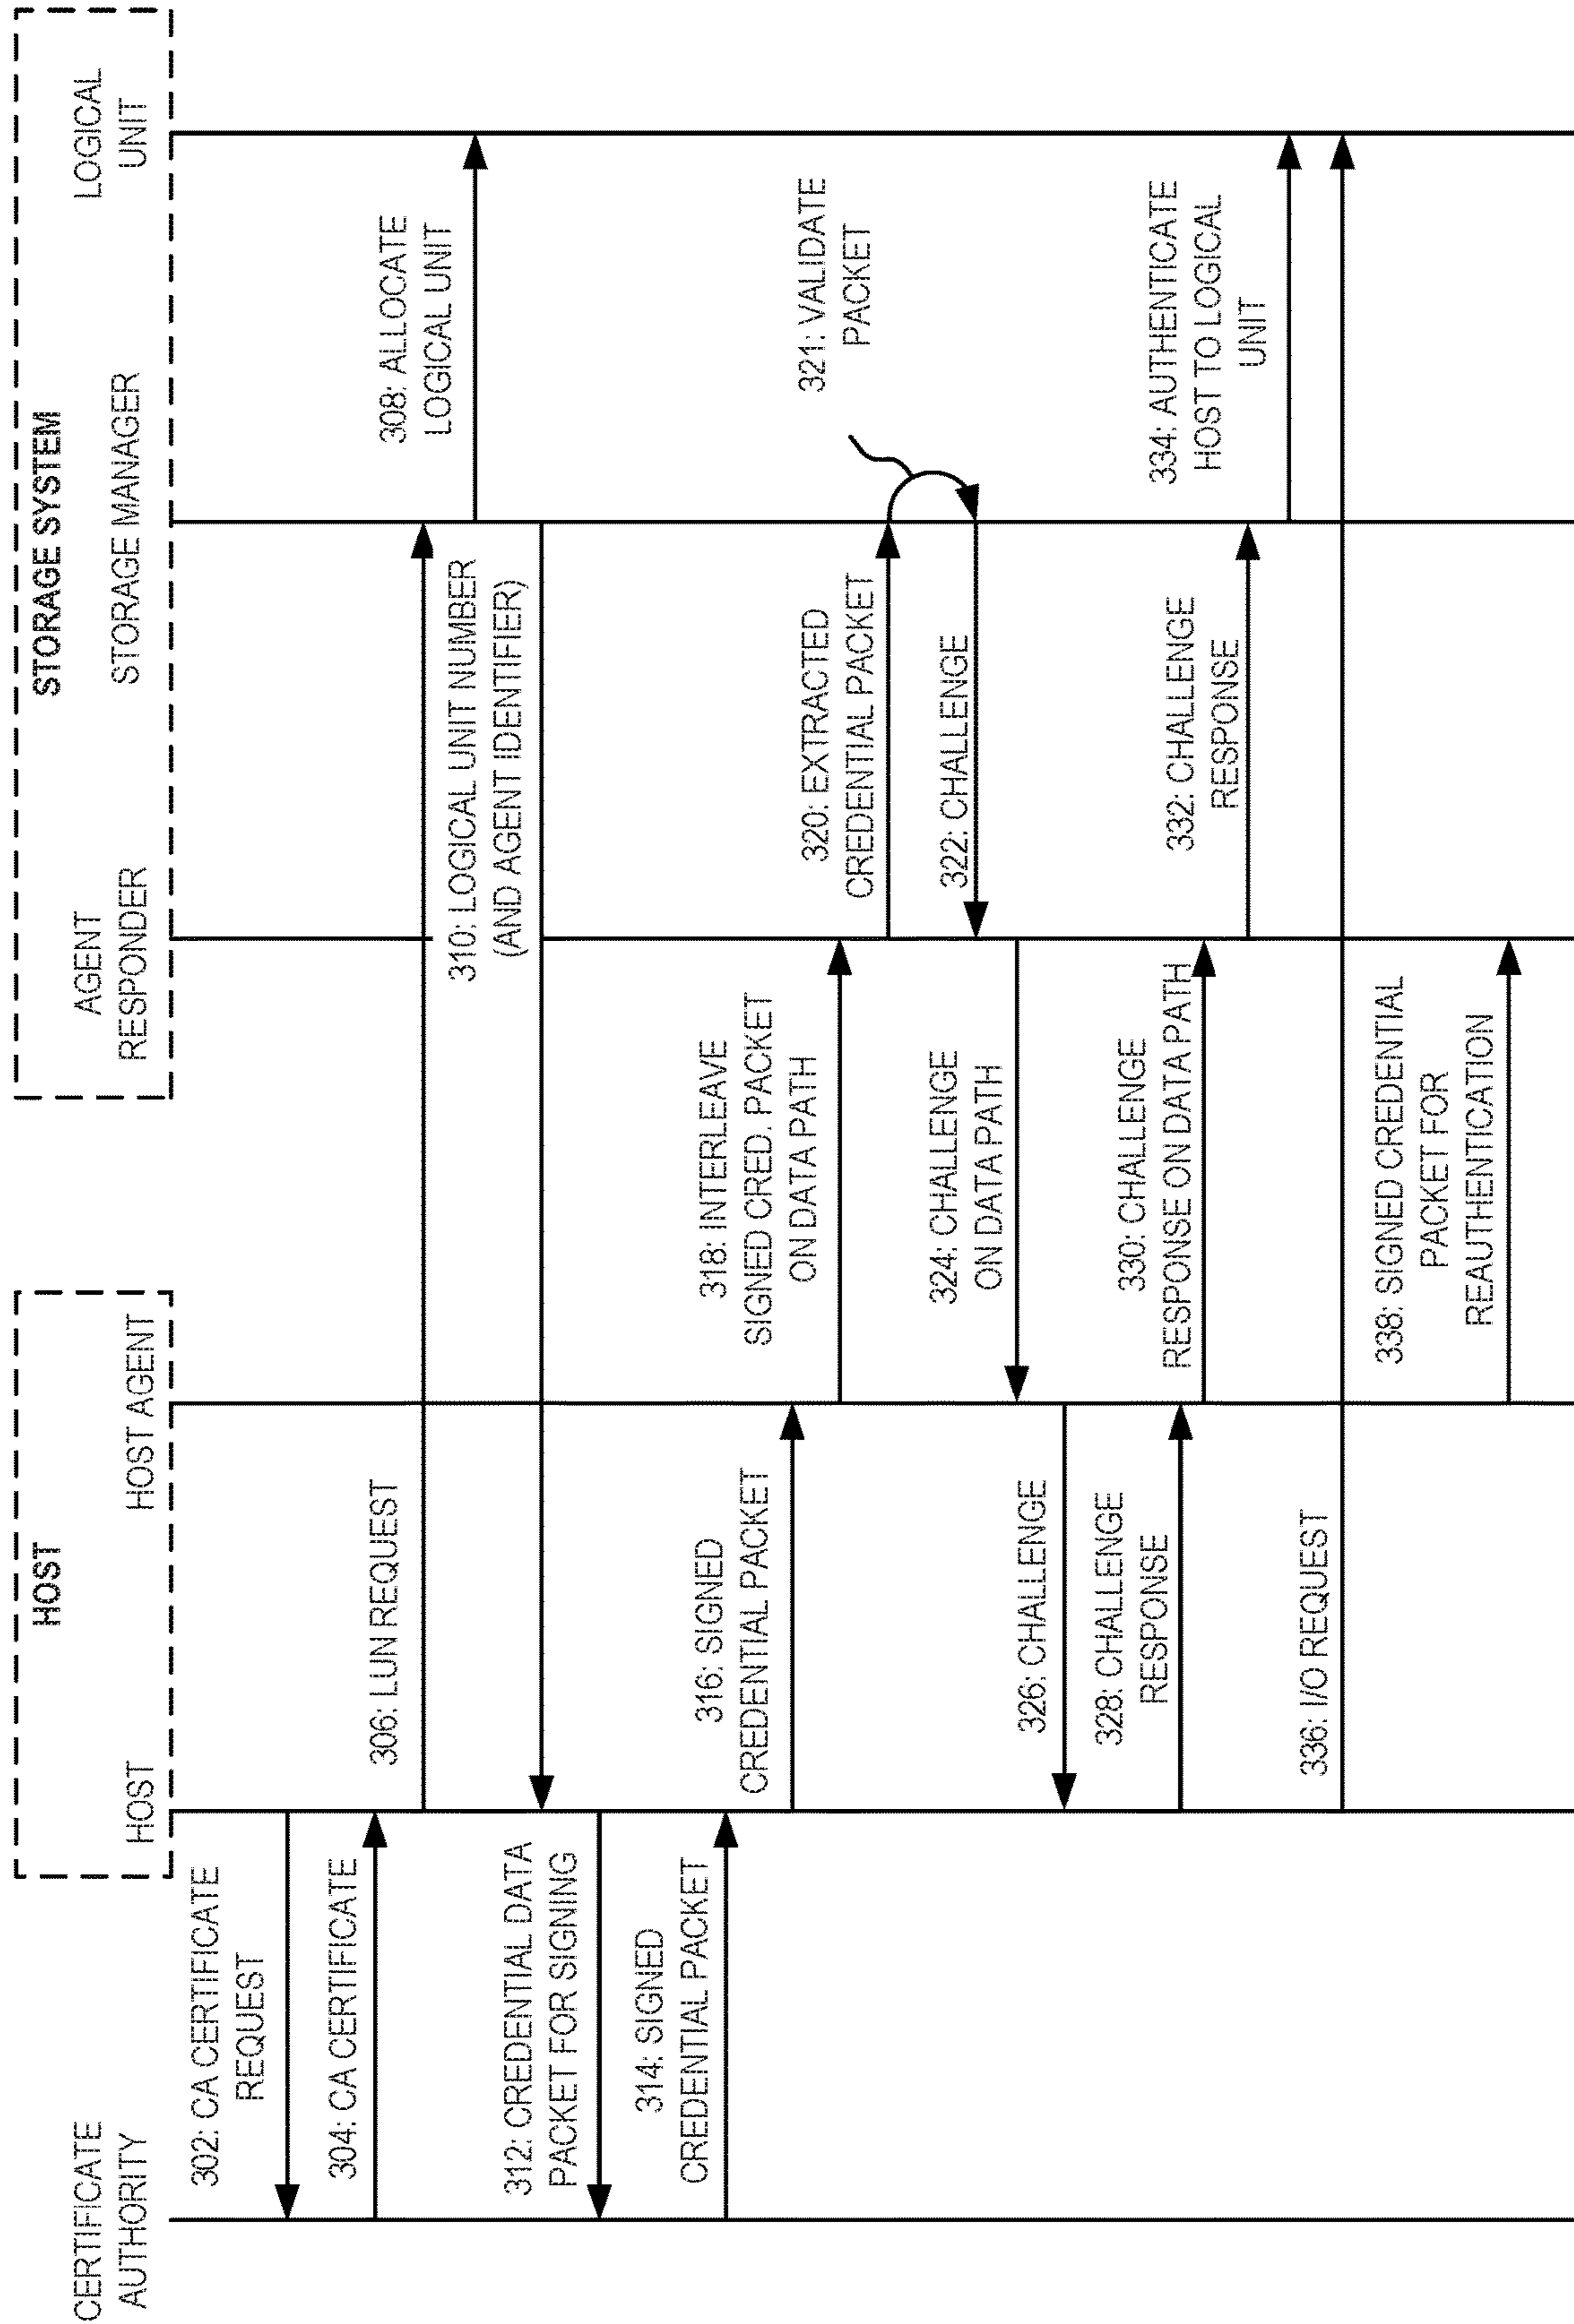 HOST
STORAGE SYSTEM
CERTIFICATE
AUTHORITY
HOST
HOST AGENT
AGENT
RESPONDER
STORAGE MANAGER
LOGICAL
UNIT
302: CA CERTIFICATE
REQUEST
304: CA CERTIFICATE
306: LUN REQUEST
308: ALLOCATE
LOGICAL UNIT
310: LOGICAL UNIT NUMBER
(AND AGENT IDENTIFIER)
312: CREDENTIAL DATA
PACKET FOR SIGNING
314: SIGNED
CREDENTIAL PACKET
316: SIGNED
CREDENTIAL PACKET
318: INTERLEAVE
SIGNED CRED. PACKET
ON DATA PATH
320: EXTRACTED
CREDENTIAL PACKET
321: VALIDATE
PACKET
322: CHALLENGE
324: CHALLENGE
ON DATA PATH
326: CHALLENGE
328: CHALLENGE
RESPONSE
330: CHALLENGE
RESPONSE ON DATA PATH
332: CHALLENGE
RESPONSE
334: AUTHENTICATE
HOST TO LOGICAL
UNIT
336: I/O REQUEST
338: SIGNED CREDENTIAL
PACKET FOR
REAUTHENTICATION